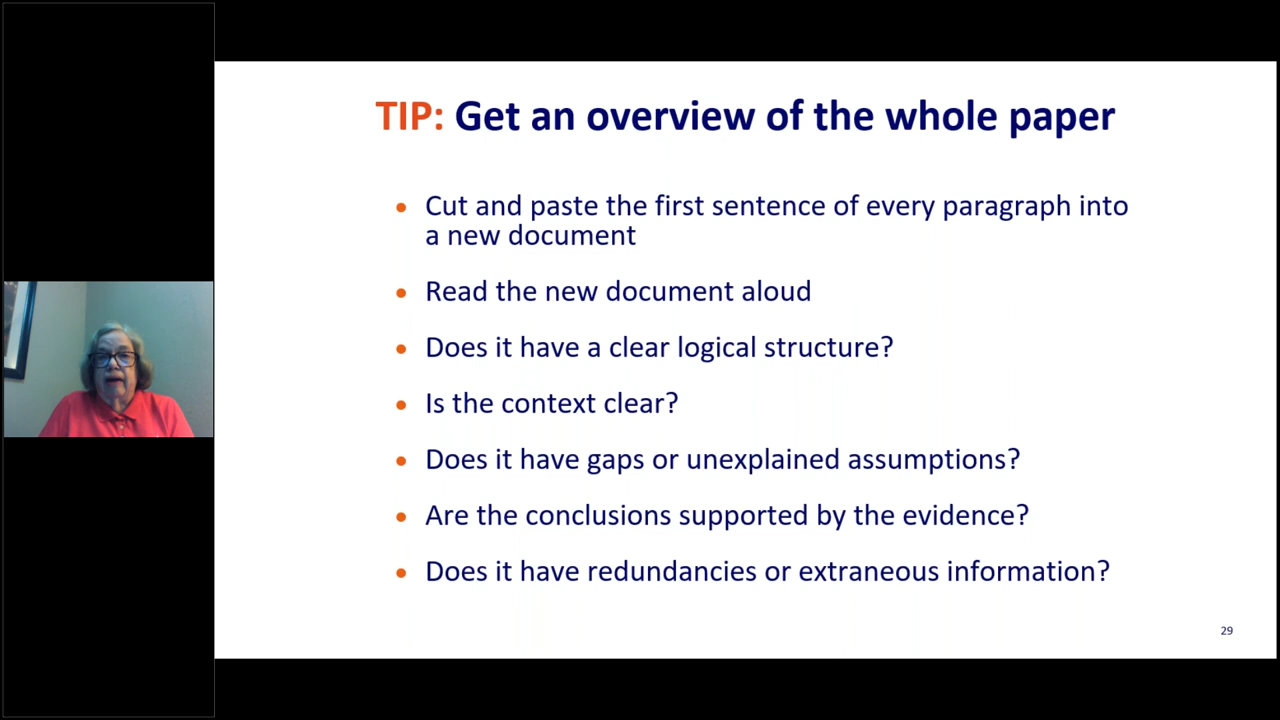 TIP: Get an overview of the whole paper
• Cut and paste the first sentence of every paragraph into
a new document
• Read the new document aloud
• Does it have a clear logical structure?
• Is the context clear?
• Does it have gaps or unexplained assumptions?
• Are the conclusions supported by the evidence?
• Does it have redundancies or extraneous information?
29